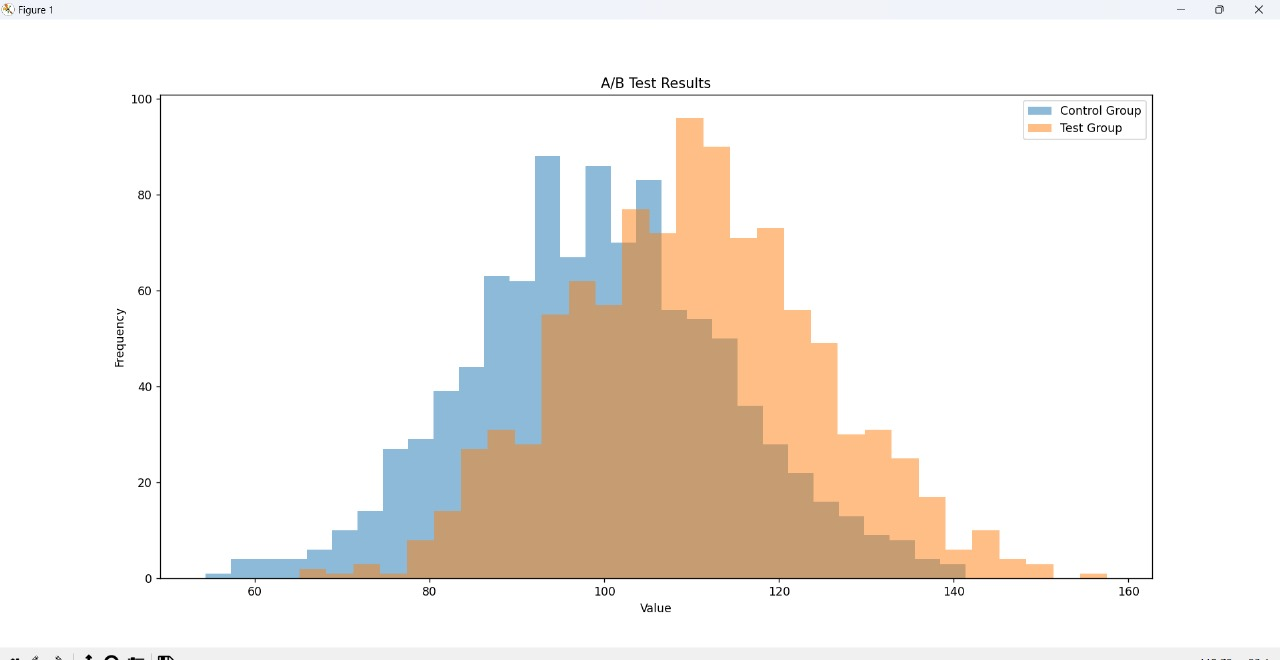 Figure 1
A/B Test Results
Control Group
Test Group
100
80
60
40
20
0
Frequency
60 80 100 120 140 160
Value